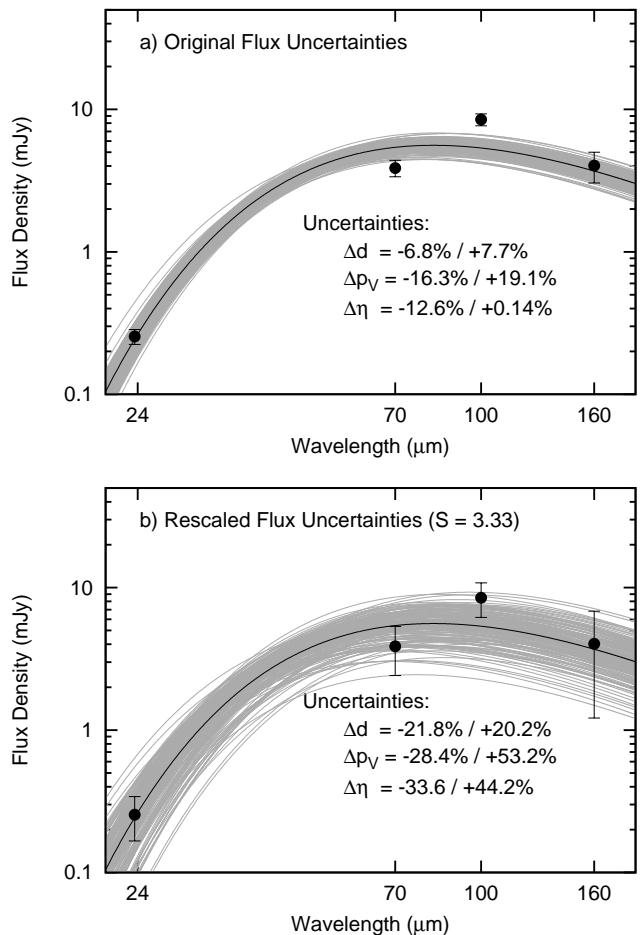 a) Original Flux Uncertainties
10
1
0.1
Flux Density (mJy)
Uncertainties:
Δd = -6.8% / +7.7%
Δp_V = -16.3% / +19.1%
Δη = -12.6% / +0.14%
24 70 100 160
Wavelength (μm)
b) Rescaled Flux Uncertainties (S = 3.33)
10
1
0.1
Flux Density (mJy)
Uncertainties:
Δd = -21.8% / +20.2%
Δp_V = -28.4% / +53.2%
Δη = -33.6 / +44.2%
24 70 100 160
Wavelength (μm)